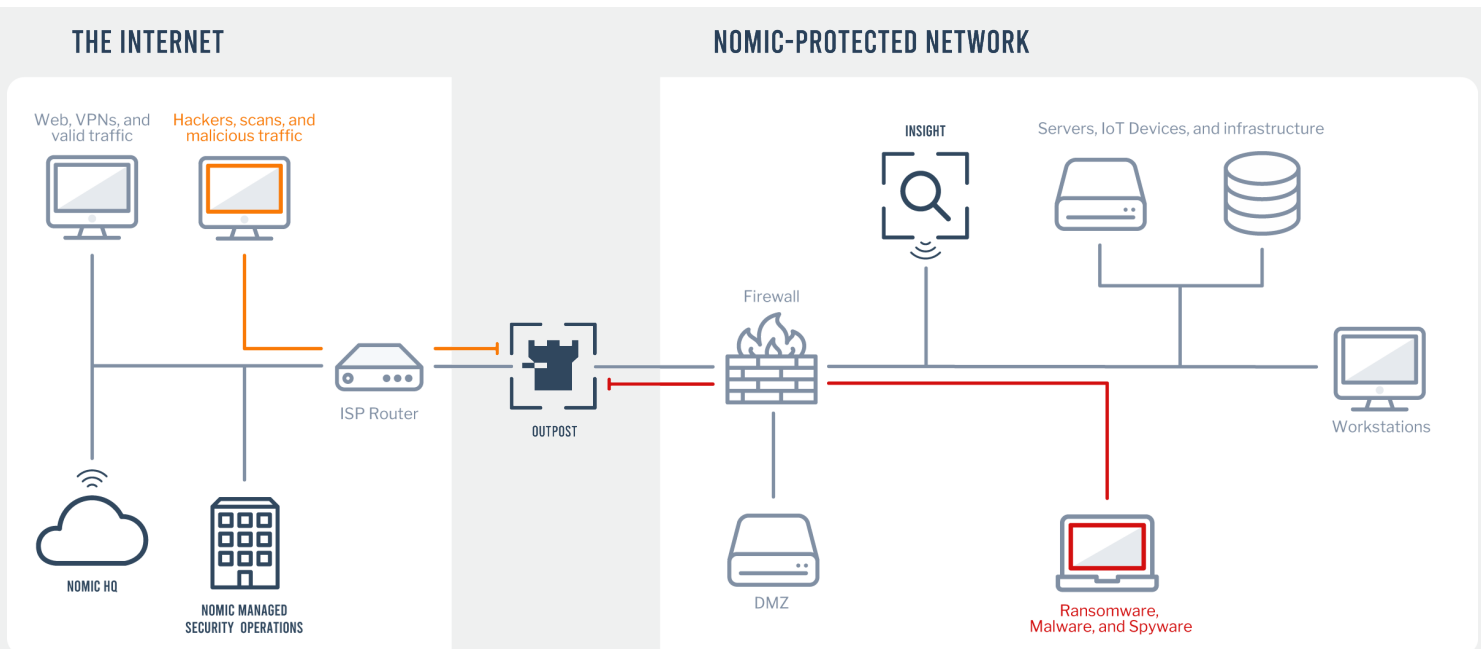 THE INTERNET
NOMIC-PROTECTED NETWORK
Web, VPNs, and
valid traffic
Hackers, scans, and
malicious traffic
INSIGHT
Servers, IoT Devices, and infrastructure
Firewall
ISP Router
OUTPOST
Workstations
NOMIC HQ
NOMIC MANAGED
SECURITY OPERATIONS
DMZ
Ransomware,
Malware, and Spyware